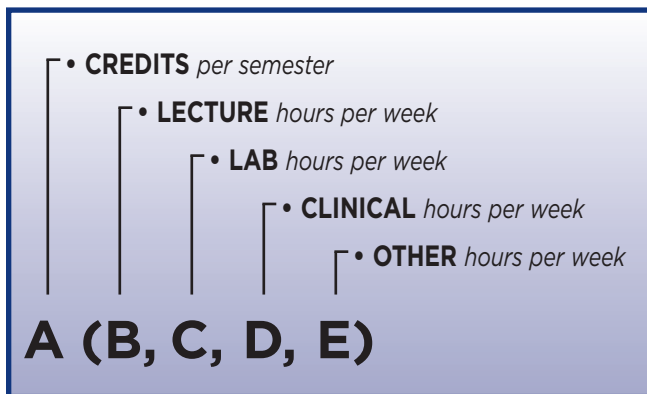 • CREDITS per semester
• LECTURE hours per week
• LAB hours per week
• CLINICAL hours per week
• OTHER hours per week
A (B, C, D, E)